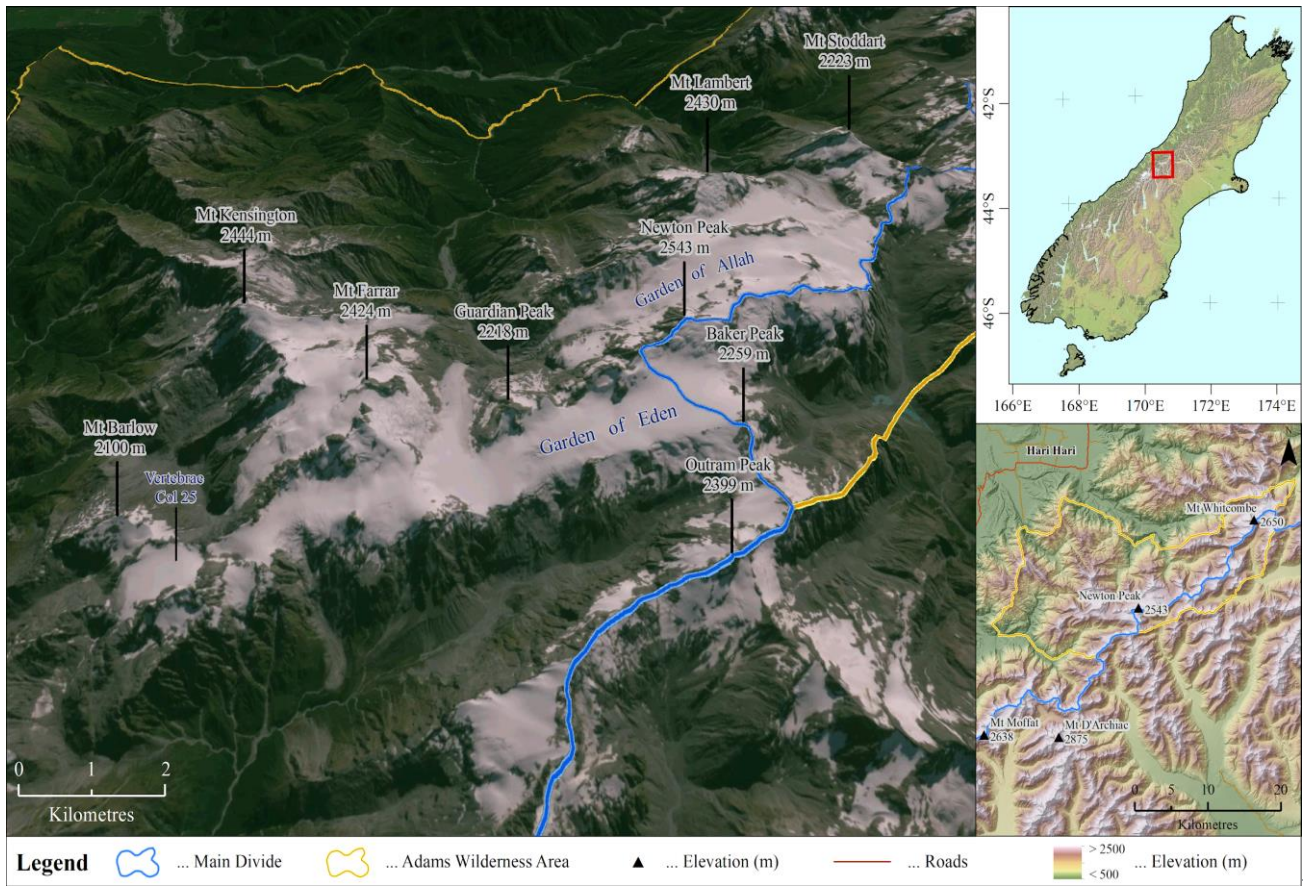 Mt Stoddart
2223 m
Mt Lambert
2430 m
Mt Kensington
2444 m
Newton Peak
2543 m
Garden of Allah
Mt Farrar
2424 m
Guardian Peak
2218 m
Baker Peak
2259 m
Garden of Eden
Mt Barlow
2100 m
Vertebrae
Col 25
Outram Peak
2399 m
0 1 2
Kilometres
42°S
44°S
46°S
166°E 168°E 170°E 172°E 174°E
Hari Hari
Mt Whitcombe
2650
Newton Peak
2543
Mt Moffat
2638
Mt D'Archiac
2875
0 5 10 20
Kilometres
Legend ... Main Divide ... Adams Wilderness Area ... Elevation (m) ... Roads > 2500 ... Elevation (m)
< 500